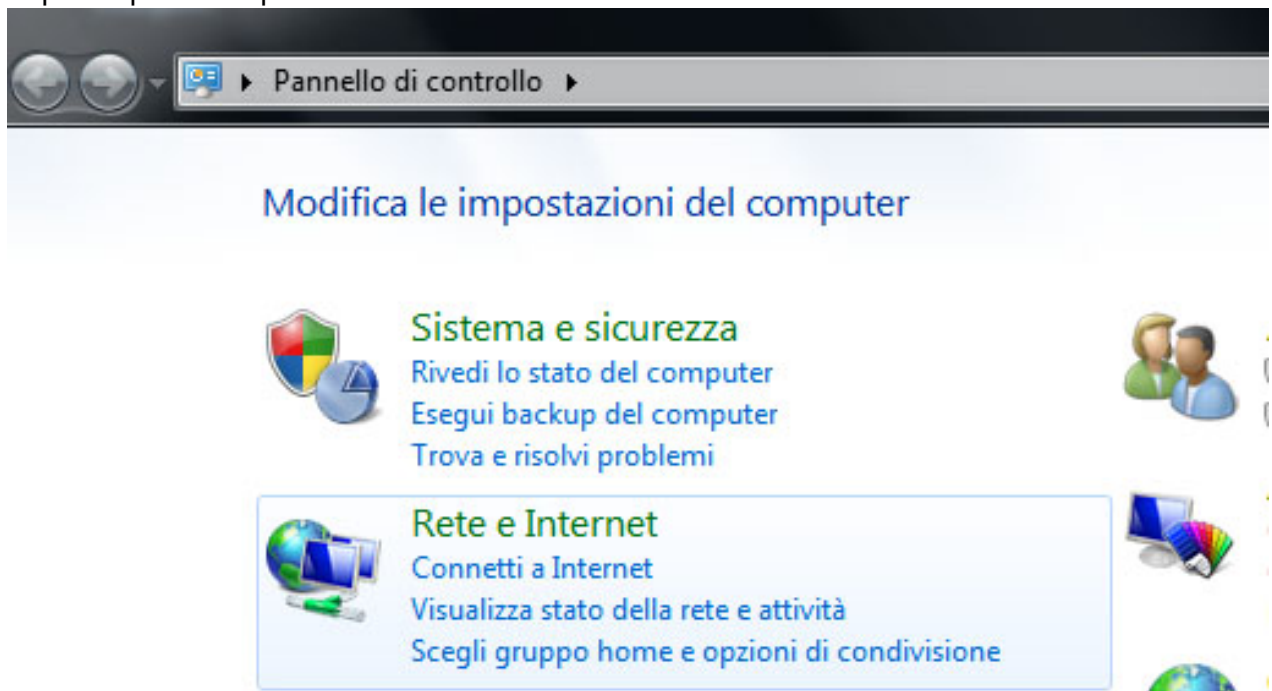 Pannello di controllo
Modifica le impostazioni del computer
Sistema e sicurezza
Rivedi lo stato del computer
Esegui backup del computer
Trova e risolvi problemi
Rete e Internet
Connetti a Internet
Visualizza stato della rete e attività
Scegli gruppo home e opzioni di condivisione